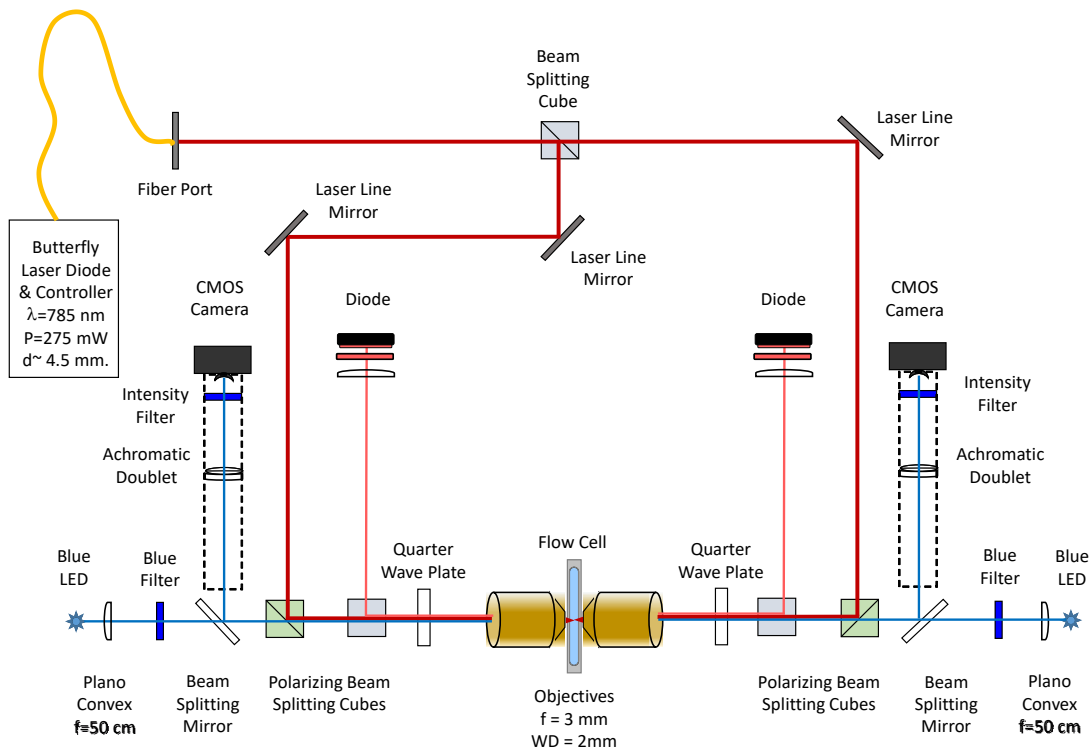 Beam
Splitting
Cube
Laser Line
Mirror
Fiber Port
Laser Line
Mirror
Laser Line
Mirror
Butterfly
Laser Diode
& Controller
λ=785 nm
P=275 mW
d~ 4.5 mm.
CMOS
Camera
Diode
Diode
CMOS
Camera
Intensity
Filter
Intensity
Filter
Achromatic
Doublet
Achromatic
Doublet
Blue
LED
Blue
Filter
Quarter
Wave Plate
Flow Cell
Quarter
Wave Plate
Blue
Filter
Blue
LED
Plano
Convex
f=50 cm
Beam
Splitting
Mirror
Polarizing Beam
Splitting Cubes
Objectives
f = 3 mm
WD = 2mm
Polarizing Beam
Splitting Cubes
Beam
Splitting
Mirror
Plano
Convex
f=50 cm